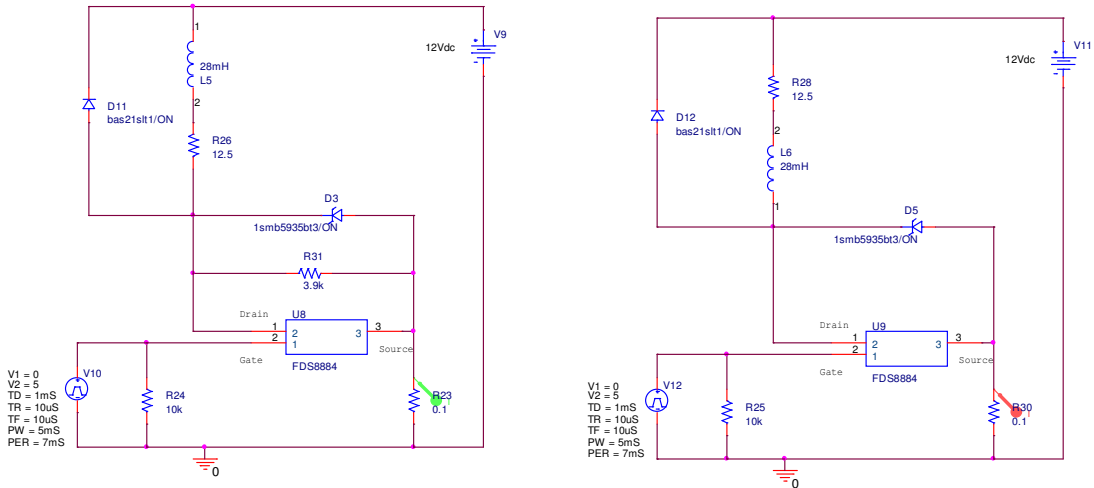 1
V9
12Vdc
28mH
L5
2
D11
bas21slt1/ON
R26
12.5
D3
1smb5935bt3/ON
R31
3.9k
Drain
U8
1
2
2
1
3
3
Gate
Source
FDS8884
V1 = 0
V2 = 5
TD = 1mS
TR = 10uS
TF = 10uS
PW = 5mS
PER = 7mS
V10
R24
10k
R23
0.1
0
V11
12Vdc
R28
12.5
D12
bas21slt1/ON
2
L6
28mH
1
D5
1smb5935bt3/ON
Drain
U9
1
2
2
1
3
3
Gate
Source
FDS8884
V1 = 0
V2 = 5
TD = 1mS
TR = 10uS
TF = 10uS
PW = 5mS
PER = 7mS
V12
R25
10k
R30
0.1
0